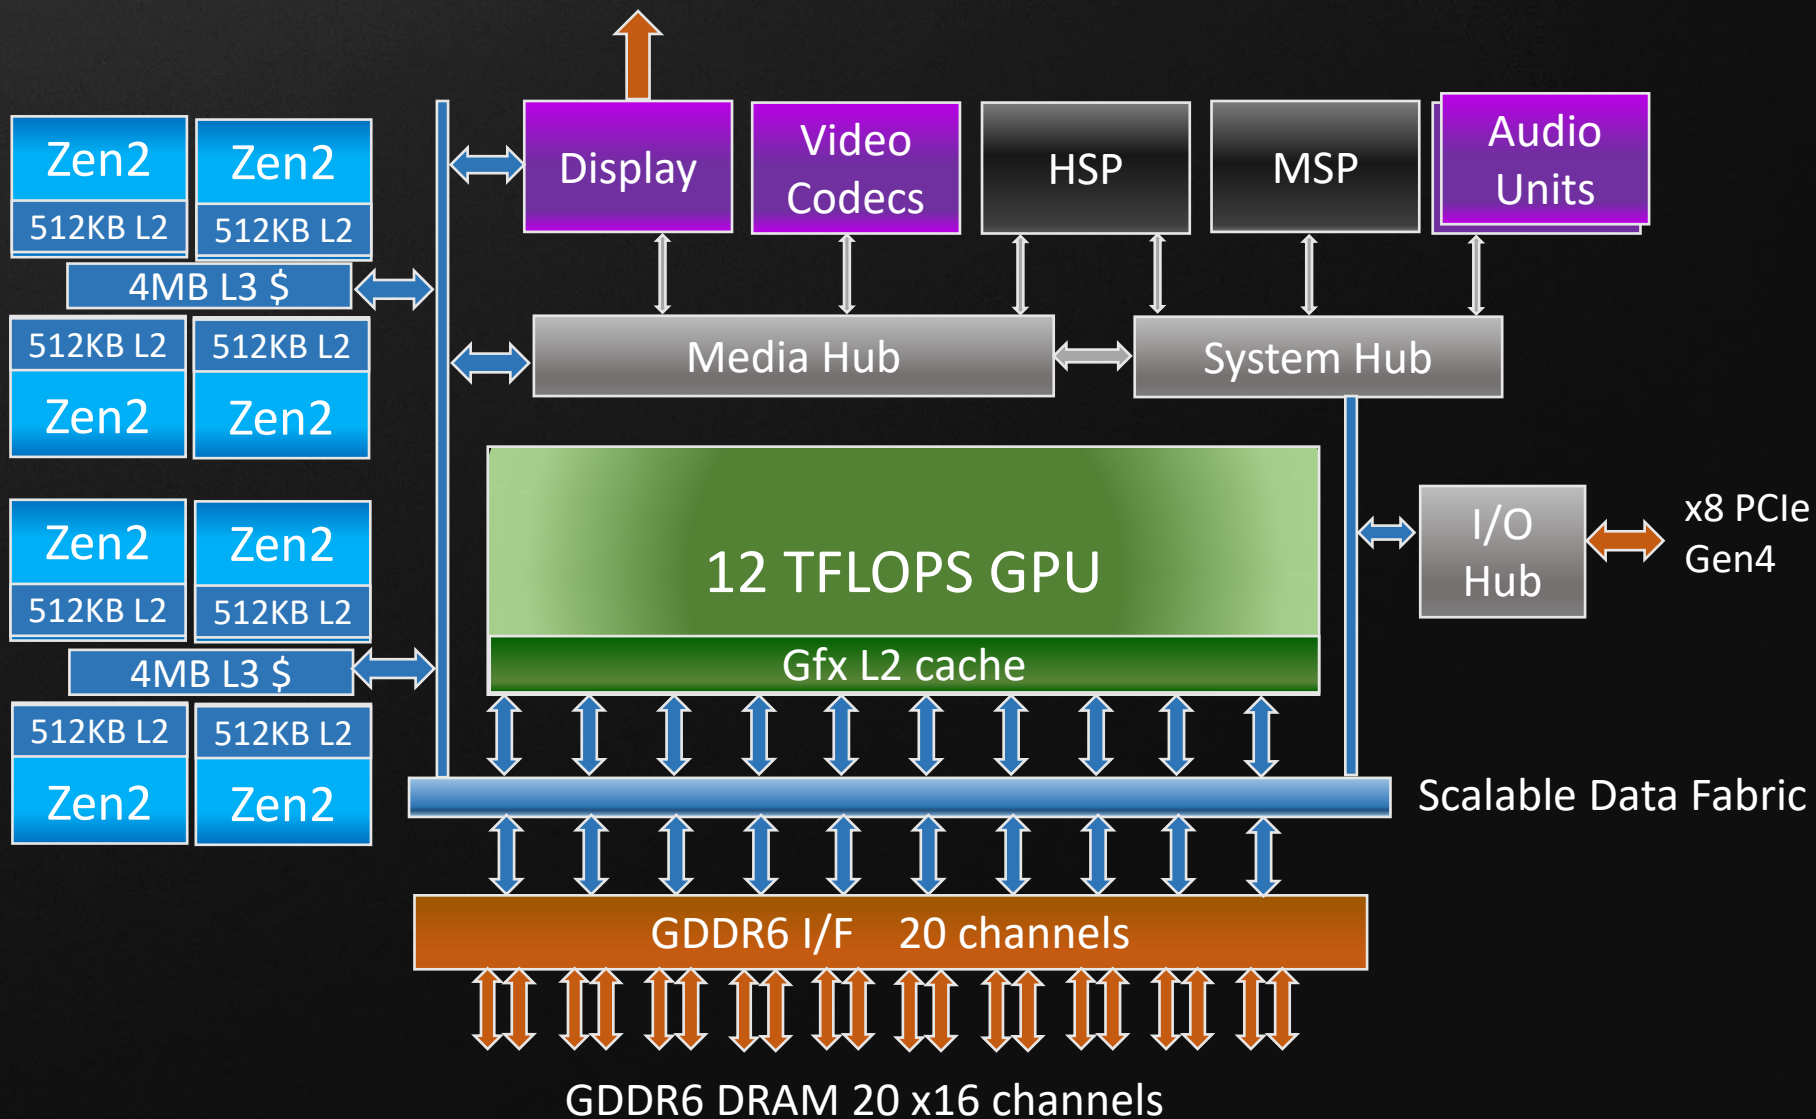 Zen2
Zen2
512KB L2
512KB L2
4MB L3 $
512KB L2
512KB L2
Zen2
Zen2
Zen2
Zen2
512KB L2
512KB L2
4MB L3 $
512KB L2
512KB L2
Zen2
Zen2
Display
Video
Codecs
HSP
MSP
Audio
Units
Media Hub
System Hub
12 TFLOPS GPU
Gfx L2 cache
I/O
Hub
x8 PCIe
Gen4
Scalable Data Fabric
GDDR6 I/F 20 channels
GDDR6 DRAM 20 x16 channels